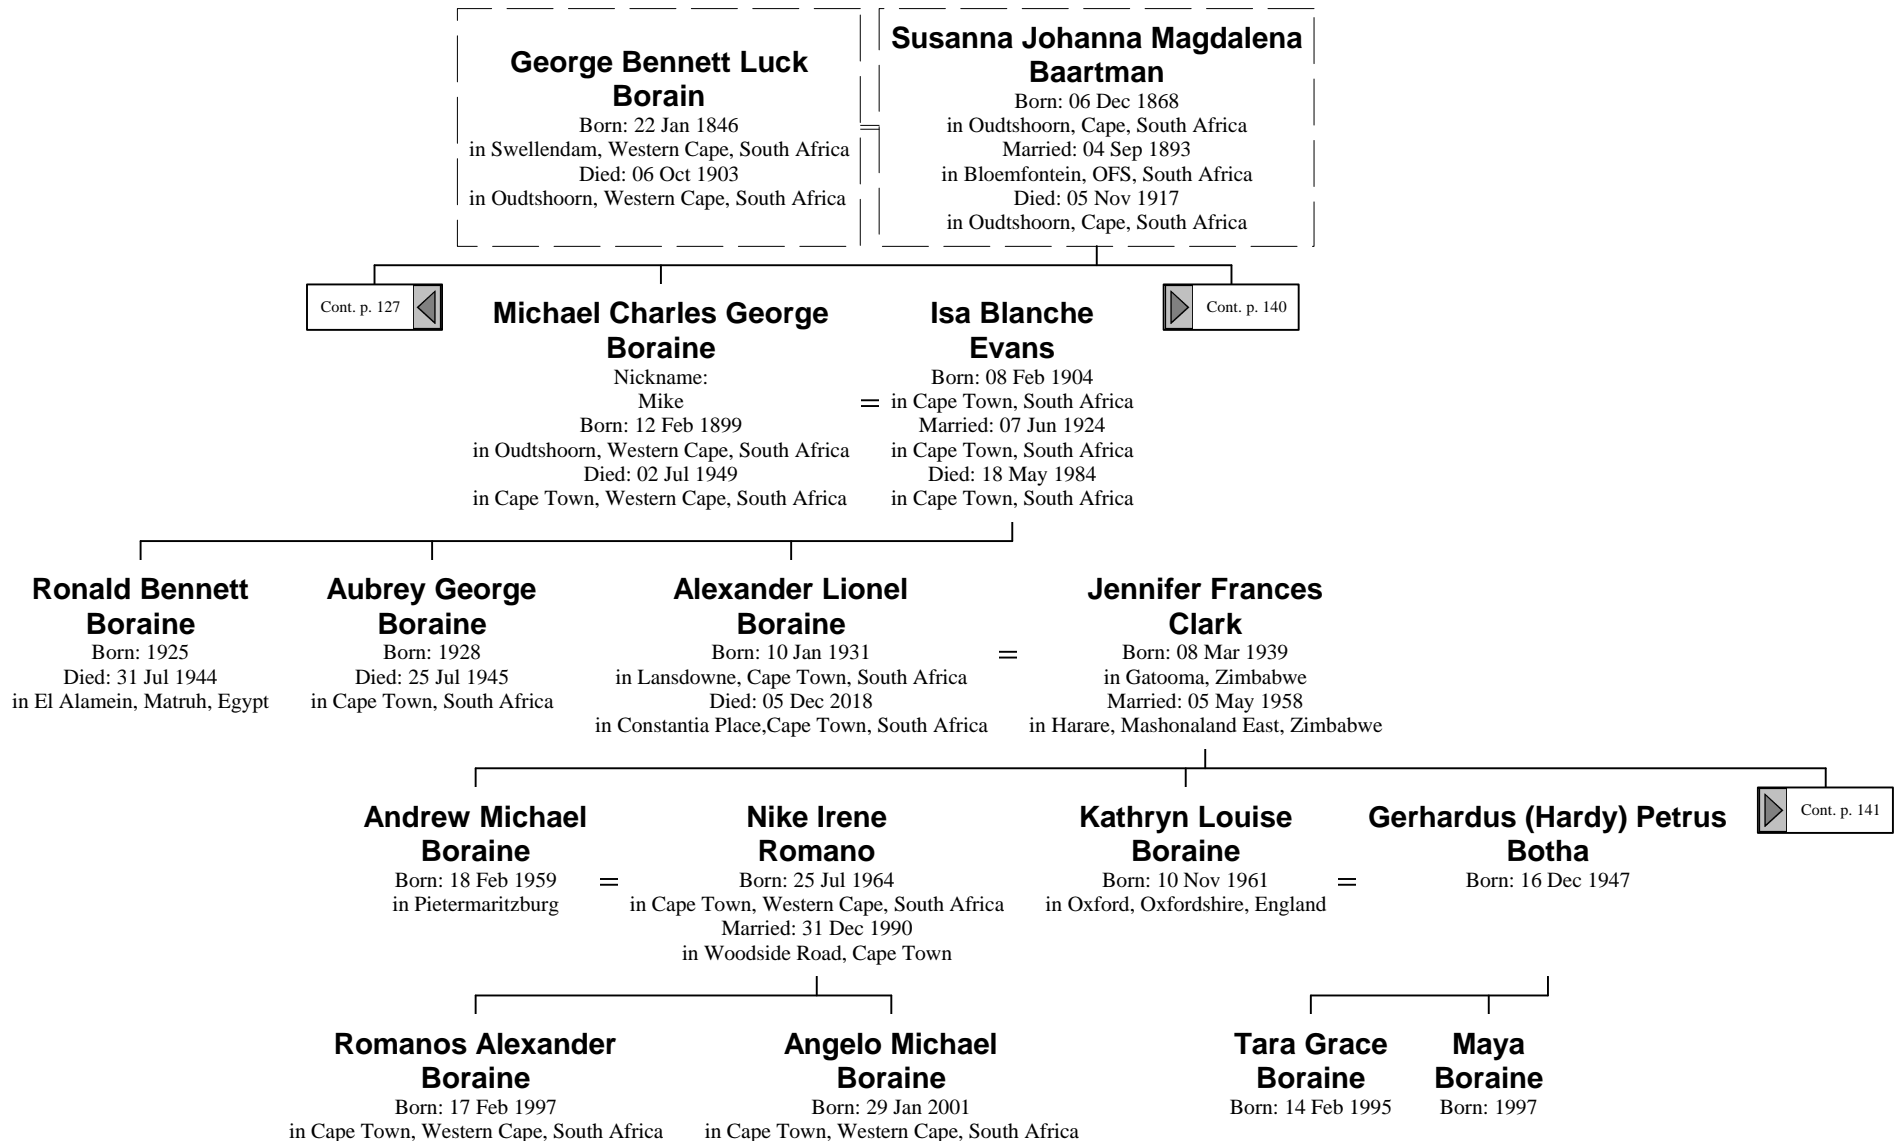 George Bennett Luck
Borain
Born: 22 Jan 1846
in Swellendam, Western Cape, South Africa
Died: 06 Oct 1903
in Oudtshoorn, Western Cape, South Africa
=
Susanna Johanna Magdalena
Baartman
Born: 06 Dec 1868
in Oudtshoorn, Cape, South Africa
Married: 04 Sep 1893
in Bloemfontein, OFS, South Africa
Died: 05 Nov 1917
in Oudtshoorn, Cape, South Africa
Cont. p. 127
Michael Charles George
Boraine
Nickname:
Mike
Born: 12 Feb 1899
in Oudtshoorn, Western Cape, South Africa
Died: 02 Jul 1949
in Cape Town, Western Cape, South Africa
=
Isa Blanche
Evans
Born: 08 Feb 1904
in Cape Town, South Africa
Married: 07 Jun 1924
in Cape Town, South Africa
Died: 18 May 1984
in Cape Town, South Africa
Cont. p. 140
Ronald Bennett
Boraine
Born: 1925
Died: 31 Jul 1944
in El Alamein, Matruh, Egypt
Aubrey George
Boraine
Born: 1928
Died: 25 Jul 1945
in Cape Town, South Africa
Alexander Lionel
Boraine
Born: 10 Jan 1931
in Lansdowne, Cape Town, South Africa
Died: 05 Dec 2018
in Constantia Place,Cape Town, South Africa
=
Jennifer Frances
Clark
Born: 08 Mar 1939
in Gatooma, Zimbabwe
Married: 05 May 1958
in Harare, Mashonaland East, Zimbabwe
Andrew Michael
Boraine
Born: 18 Feb 1959
in Pietermaritzburg
=
Nike Irene
Romano
Born: 25 Jul 1964
in Cape Town, Western Cape, South Africa
Married: 31 Dec 1990
in Woodside Road, Cape Town
Kathryn Louise
Boraine
Born: 10 Nov 1961
in Oxford, Oxfordshire, England
=
Gerhardus (Hardy) Petrus
Botha
Born: 16 Dec 1947
Cont. p. 141
Romanos Alexander
Boraine
Born: 17 Feb 1997
in Cape Town, Western Cape, South Africa
Angelo Michael
Boraine
Born: 29 Jan 2001
in Cape Town, Western Cape, South Africa
Tara Grace
Boraine
Born: 14 Feb 1995
Maya
Boraine
Born: 1997